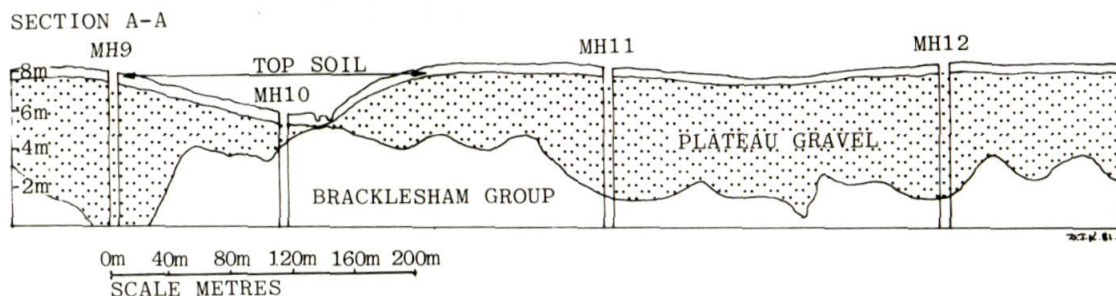 SECTION A-A
MH9
MH11
MH12
8m
TOP SOIL
MH10
6m
4m
PLATEAU GRAVEL
2m
BRACKLESHAM GROUP
D.I.K. 81.
0m 40m 80m 120m 160m 200m
SCALE METRES